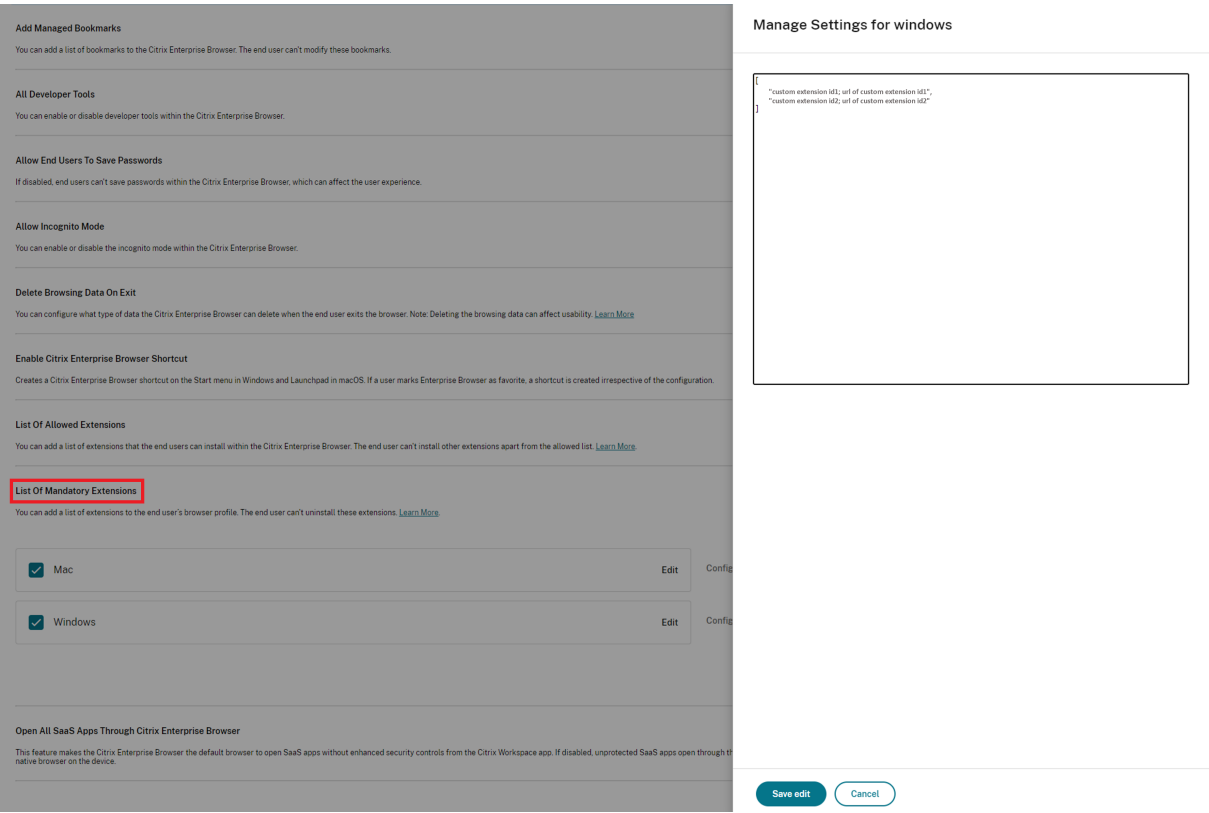 Add Managed Bookmarks
You can add a list of bookmarks to the Citrix Enterprise Browser. The end user can't modify these bookmarks.
All Developer Tools
You can enable or disable developer tools within the Citrix Enterprise Browser.
Allow End Users To Save Passwords
If disabled, end users can't save passwords within the Citrix Enterprise Browser, which can affect the user experience.
Allow Incognito Mode
You can enable or disable the incognito mode within the Citrix Enterprise Browser.
Delete Browsing Data On Exit
You can configure what type of data the Citrix Enterprise Browser can delete when the end user exits the browser. Note: Deleting the browsing data can affect usability. Learn More
Enable Citrix Enterprise Browser Shortcut
Creates a Citrix Enterprise Browser shortcut on the Start menu in Windows and Launchpad in macOS. If a user marks Enterprise Browser as favorite, a shortcut is created irrespective of the configuration.
List Of Allowed Extensions
You can add a list of extensions that the end users can install within the Citrix Enterprise Browser. The end user can't install other extensions apart from the allowed list. Learn More.
List Of Mandatory Extensions
You can add a list of extensions to the end user's browser profile. The end user can't uninstall these extensions. Learn More.
Mac Edit Config
Windows Edit Config
Open All SaaS Apps Through Citrix Enterprise Browser
This feature makes the Citrix Enterprise Browser the default browser to open SaaS apps without enhanced security controls from the Citrix Workspace app. If disabled, unprotected SaaS apps open through th
native browser on the device.
Manage Settings for windows
[
"custom extension id1; url of custom extension id1",
"custom extension id2; url of custom extension id2"
]
Save edit Cancel